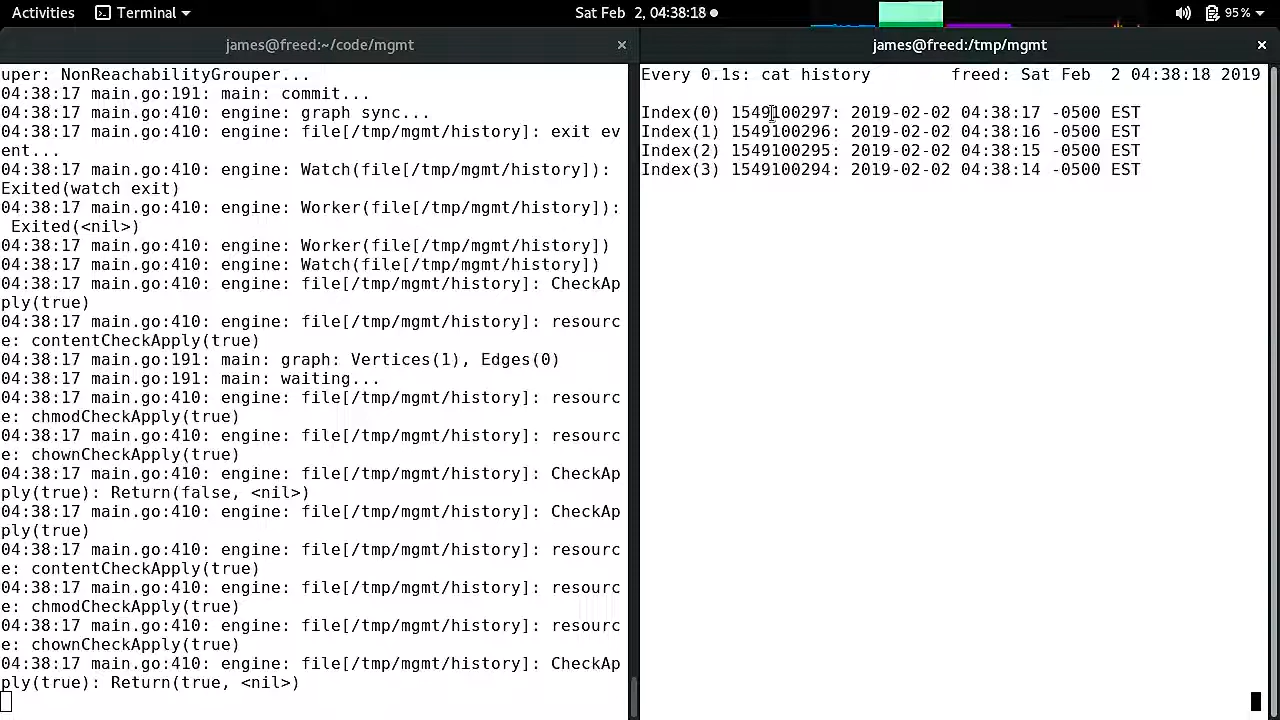 Activities Terminal Sat Feb 2, 04:38:18 95%
james@freed:~/code/mgmt
uper: NonReachabilityGrouper...
04:38:17 main.go:191: main: commit...
04:38:17 main.go:410: engine: graph sync...
04:38:17 main.go:410: engine: file[/tmp/mgmt/history]: exit ev
ent...
04:38:17 main.go:410: engine: Watch(file[/tmp/mgmt/history]):
Exited(watch exit)
04:38:17 main.go:410: engine: Worker(file[/tmp/mgmt/history]):
 Exited(<nil>)
04:38:17 main.go:410: engine: Worker(file[/tmp/mgmt/history])
04:38:17 main.go:410: engine: Watch(file[/tmp/mgmt/history])
04:38:17 main.go:410: engine: file[/tmp/mgmt/history]: CheckAp
ply(true)
04:38:17 main.go:410: engine: file[/tmp/mgmt/history]: resourc
e: contentCheckApply(true)
04:38:17 main.go:191: main: graph: Vertices(1), Edges(0)
04:38:17 main.go:191: main: waiting...
04:38:17 main.go:410: engine: file[/tmp/mgmt/history]: resourc
e: chmodCheckApply(true)
04:38:17 main.go:410: engine: file[/tmp/mgmt/history]: resourc
e: chownCheckApply(true)
04:38:17 main.go:410: engine: file[/tmp/mgmt/history]: CheckAp
ply(true): Return(false, <nil>)
04:38:17 main.go:410: engine: file[/tmp/mgmt/history]: CheckAp
ply(true)
04:38:17 main.go:410: engine: file[/tmp/mgmt/history]: resourc
e: contentCheckApply(true)
04:38:17 main.go:410: engine: file[/tmp/mgmt/history]: resourc
e: chmodCheckApply(true)
04:38:17 main.go:410: engine: file[/tmp/mgmt/history]: resourc
e: chownCheckApply(true)
04:38:17 main.go:410: engine: file[/tmp/mgmt/history]: CheckAp
ply(true): Return(true, <nil>)
james@freed:/tmp/mgmt
Every 0.1s: cat history freed: Sat Feb 2 04:38:18 2019
Index(0) 1549100297: 2019-02-02 04:38:17 -0500 EST
Index(1) 1549100296: 2019-02-02 04:38:16 -0500 EST
Index(2) 1549100295: 2019-02-02 04:38:15 -0500 EST
Index(3) 1549100294: 2019-02-02 04:38:14 -0500 EST